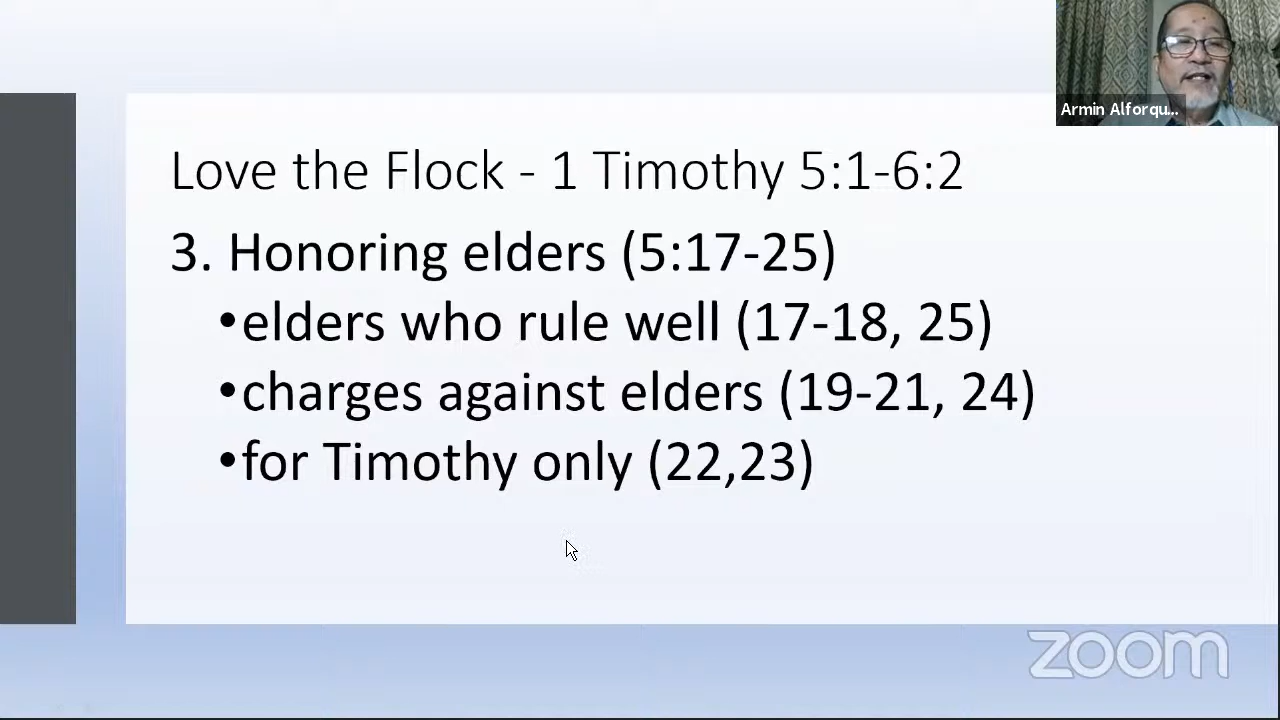 Love the Flock - 1 Timothy 5:1-6:2
3. Honoring elders (5:17-25)
•elders who rule well (17-18, 25)
•charges against elders (19-21, 24)
•for Timothy only (22,23)
Armin Alforqu...
zoom